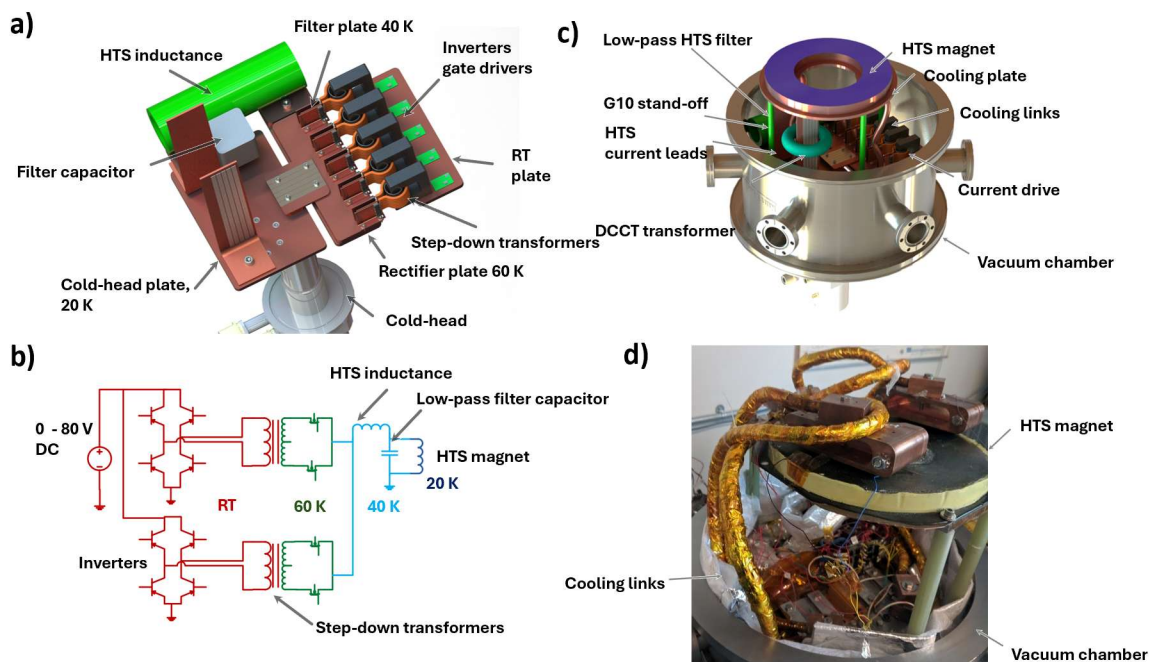 a)
Filter plate 40 K
HTS inductance
Inverters
gate drivers
Filter capacitor
RT
plate
Step-down transformers
Rectifier plate 60 K
Cold-head plate,
20 K
Cold-head
b)
HTS inductance
Low-pass filter capacitor
0 - 80 V
DC
HTS magnet
20 K
RT
60 K
40 K
Inverters
Step-down transformers
c)
Low-pass HTS filter
HTS magnet
Cooling plate
G10 stand-off
Cooling links
HTS
current leads
Current drive
DCCT transformer
Vacuum chamber
d)
HTS magnet
Cooling links
Vacuum chamber